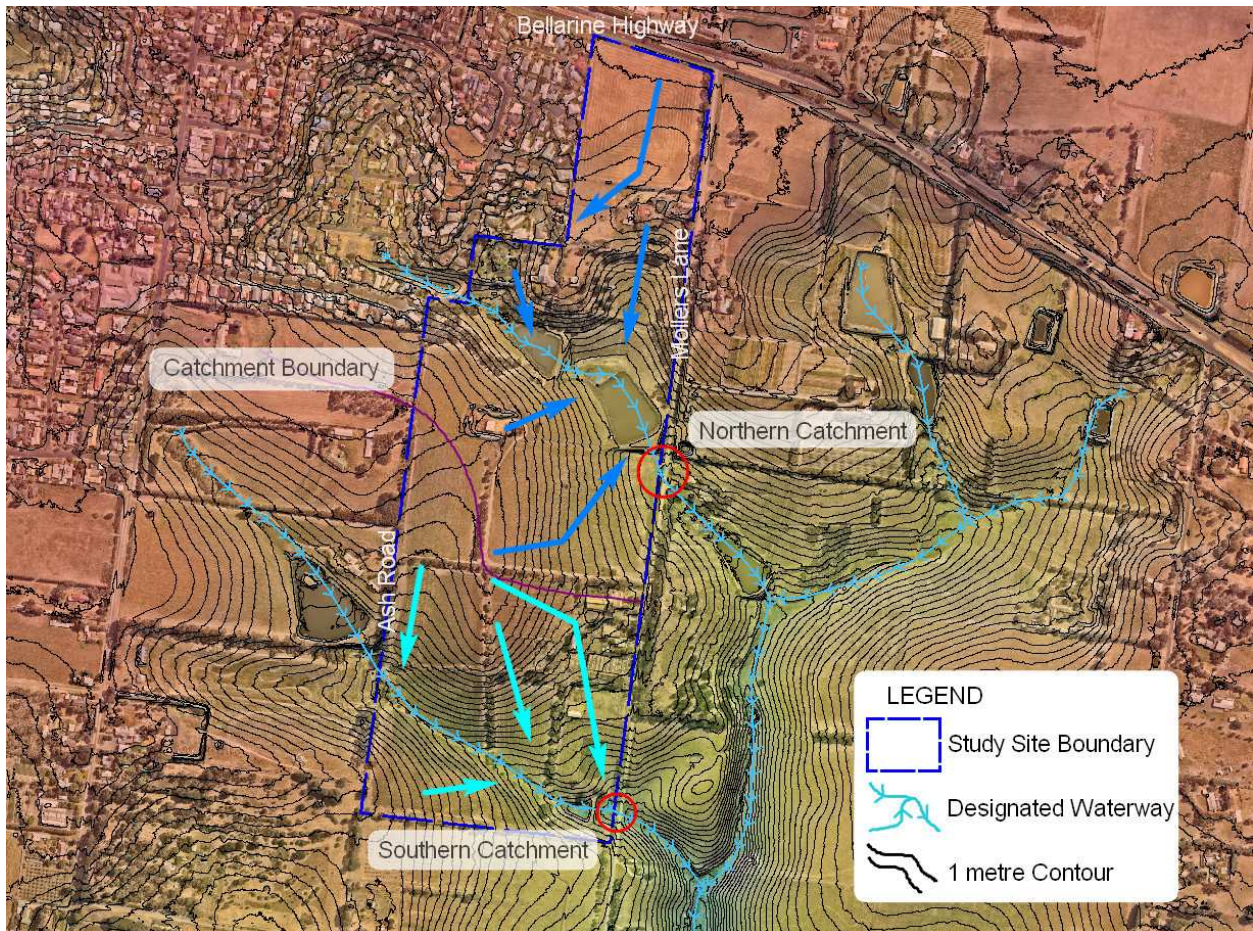 Bellarine Highway
Mollers Lane
Catchment Boundary
Northern Catchment
Ash Road
Southern Catchment
LEGEND
Study Site Boundary
Designated Waterway
1 metre Contour